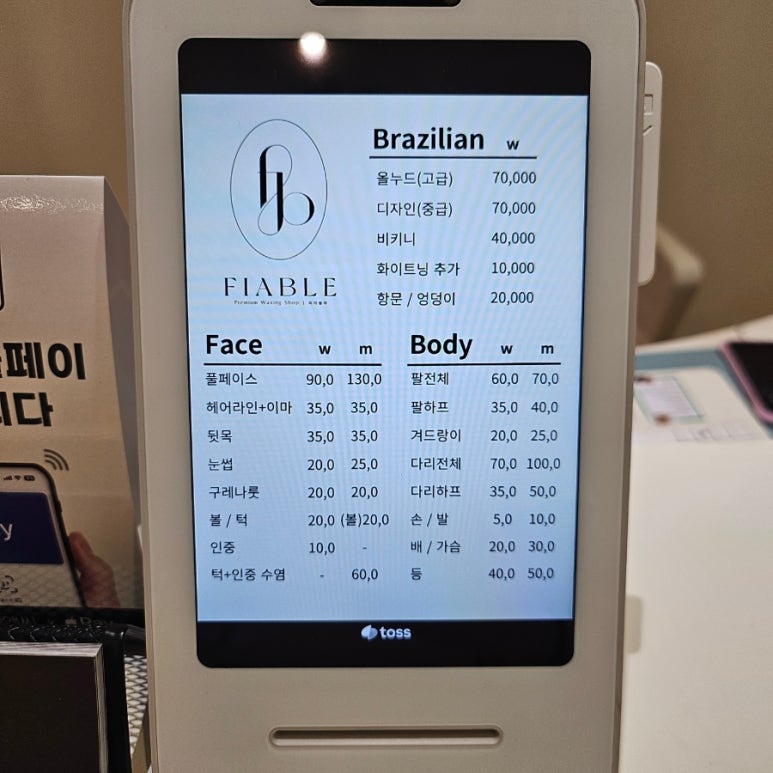 FIABLE
Premium Waxing Shop | 피아블레
Brazilian w
올누드(고급) 70,000
디자인(중급) 70,000
비키니 40,000
화이트닝 추가 10,000
항문 / 엉덩이 20,000
Face w m
풀페이스 90,0 130,0
헤어라인+이마 35,0 35,0
뒷목 35,0 35,0
눈썹 20,0 25,0
구레나룻 20,0 20,0
볼 / 턱 20,0 (볼)20,0
인중 10,0 -
턱+인중 수염 - 60,0
Body w m
팔전체 60,0 70,0
팔하프 35,0 40,0
겨드랑이 20,0 25,0
다리전체 70,0 100,0
다리하프 35,0 50,0
손 / 발 5,0 10,0
배 / 가슴 20,0 30,0
등 40,0 50,0
toss
페이
니다
y
Pay